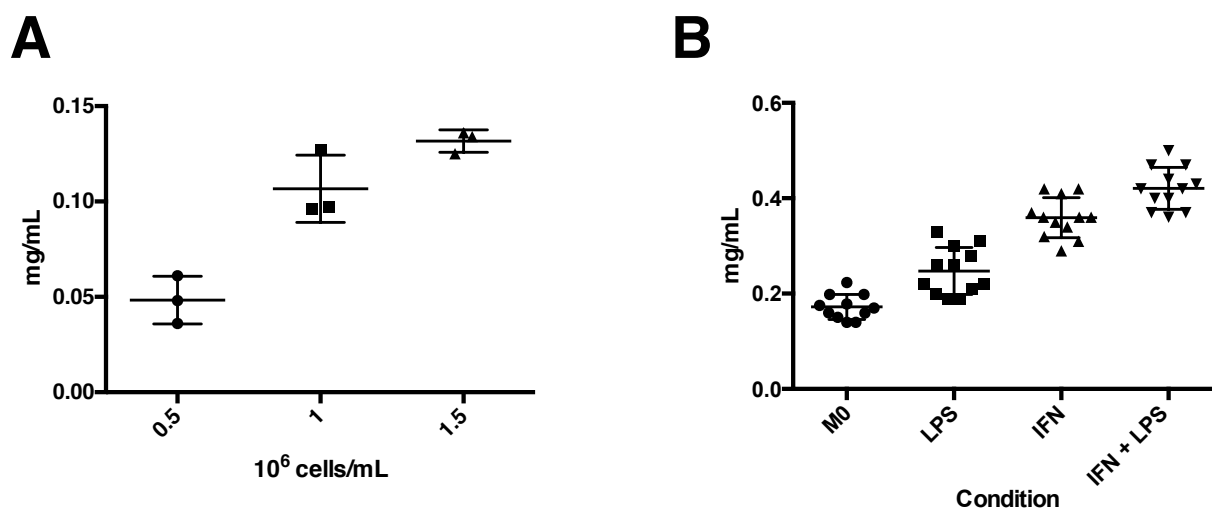 A
B
mg/mL
0.15
0.10
0.05
0.00
0.5
1
1.5
10⁶ cells/mL
mg/mL
0.6
0.4
0.2
0.0
M0
LPS
IFN
IFN + LPS
Condition